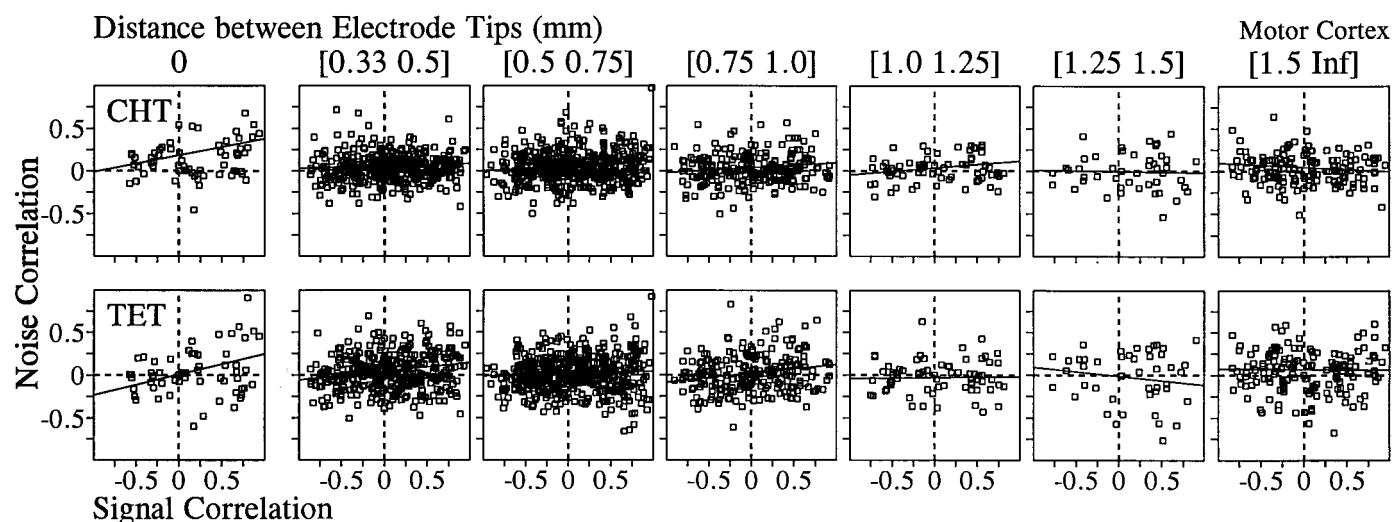 Distance between Electrode Tips (mm)
Motor Cortex
0 [0.33 0.5] [0.5 0.75] [0.75 1.0] [1.0 1.25] [1.25 1.5] [1.5 Inf]
CHT
0.5
0
-0.5
Noise Correlation
TET
0.5
0
-0.5
-0.5 0 0.5 -0.5 0 0.5 -0.5 0 0.5 -0.5 0 0.5 -0.5 0 0.5 -0.5 0 0.5 -0.5 0 0.5
Signal Correlation